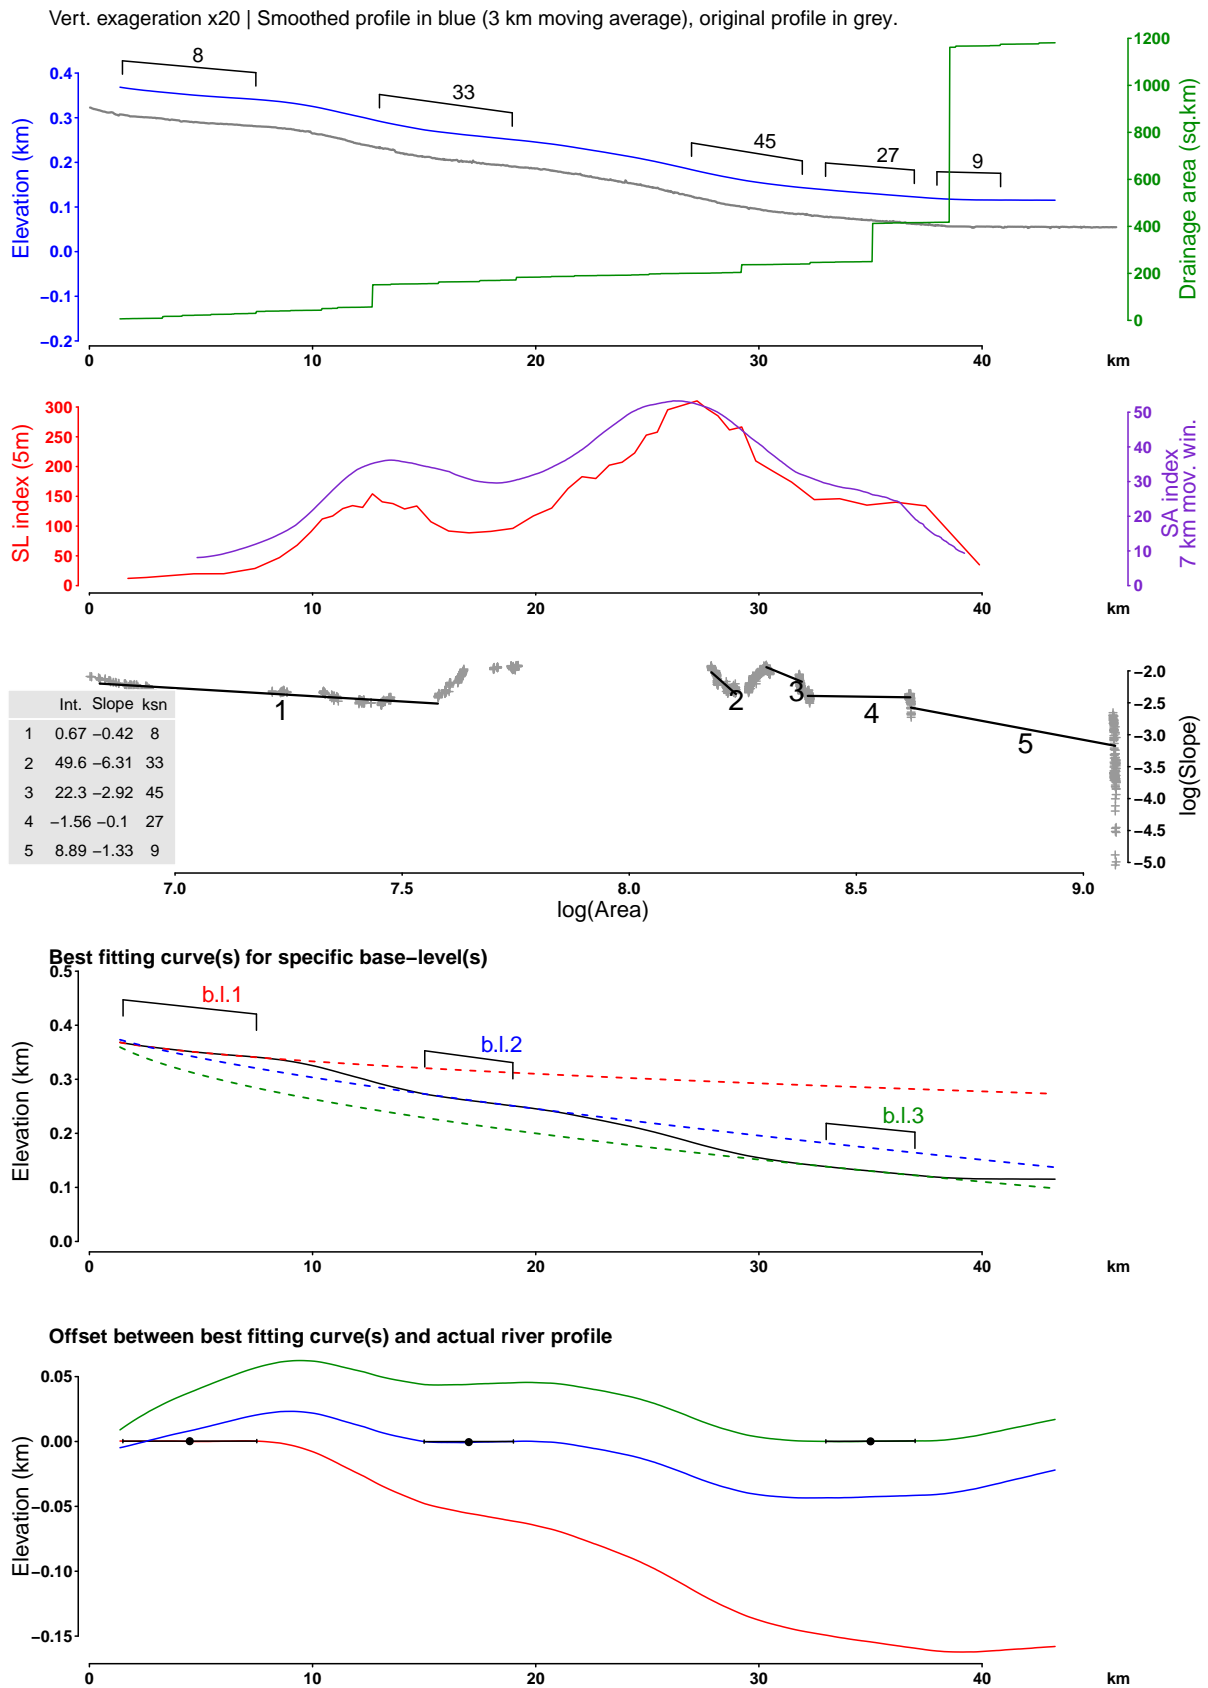 Vert. exageration x20 | Smoothed profile in blue (3 km moving average), original profile in grey.
0.4
0.3
0.2
0.1
0.0
−0.1
−0.2
Elevation (km)
8
33
45
27
9
1200
1000
800
600
400
200
0
Drainage area (sq.km)
0 10 20 30 40 km
300
250
200
150
100
50
0
SL index (5m)
50
40
30
20
10
0
SA index
7 km mov. win.
0 10 20 30 40 km
1
2
3
4
5
Int. Slope ksn
1 0.67 −0.42 8
2 49.6 −6.31 33
3 22.3 −2.92 45
4 −1.56 −0.1 27
5 8.89 −1.33 9
−2.0
−2.5
−3.0
−3.5
−4.0
−4.5
−5.0
log(Slope)
7.0 7.5 8.0 8.5 9.0
log(Area)
Best fitting curve(s) for specific base−level(s)
0.5
0.4
0.3
0.2
0.1
0.0
Elevation (km)
b.l.1
b.l.2
b.l.3
0 10 20 30 40 km
Offset between best fitting curve(s) and actual river profile
0.05
0.00
−0.05
−0.10
−0.15
Elevation (km)
0 10 20 30 40 km